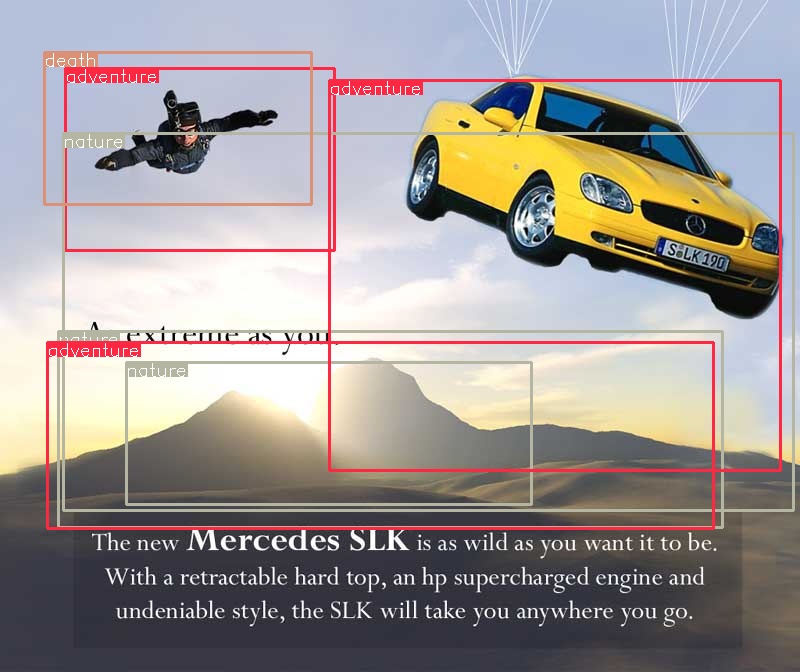 death
adventure
adventure
nature
S LK 190
As extreme as you.
nature
adventure
nature
The new Mercedes SLK is as wild as you want it to be.
With a retractable hard top, an hp supercharged engine and
undeniable style, the SLK will take you anywhere you go.